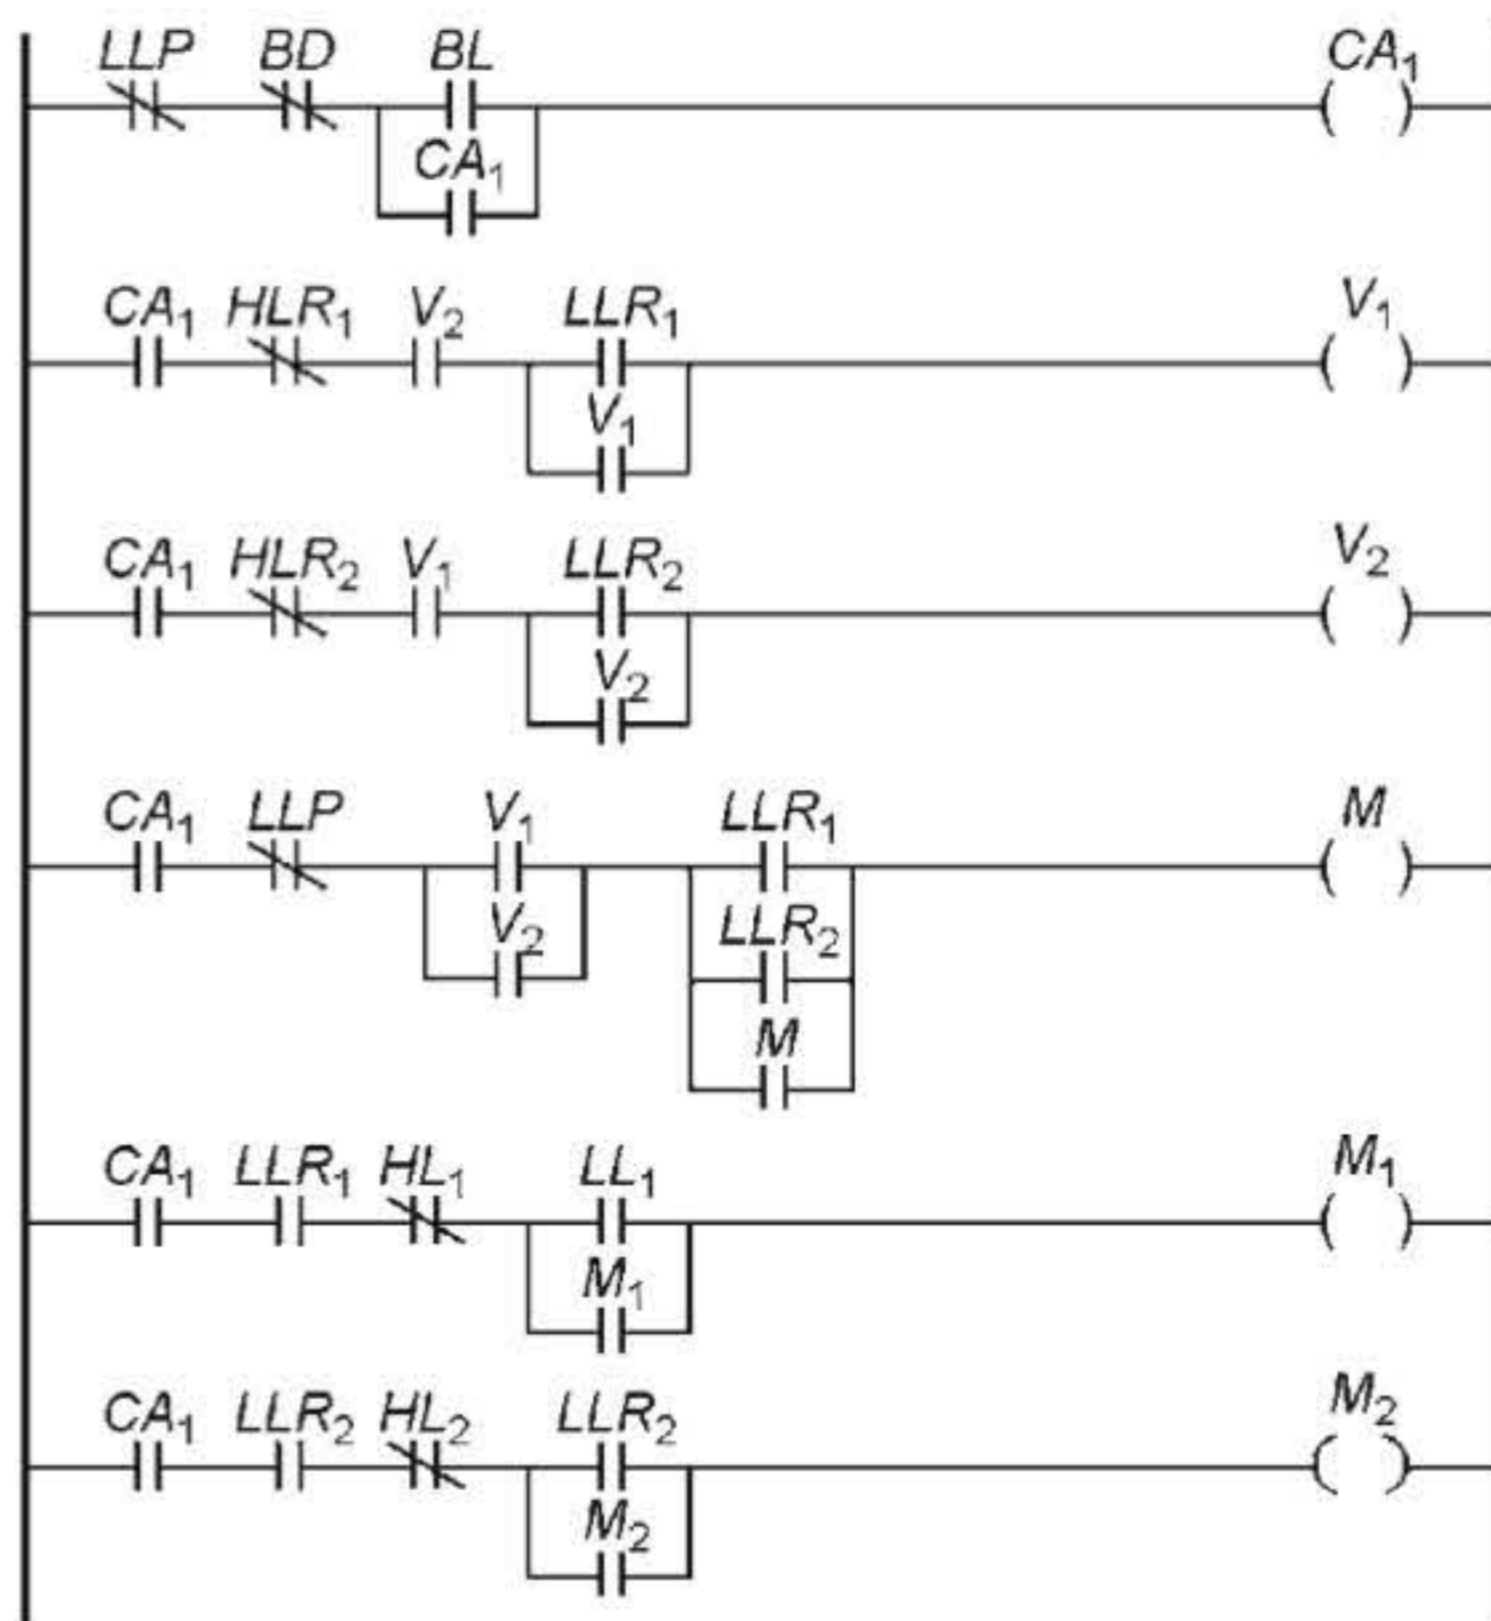 LLP BD BL CA₁
CA₁
CA₁ HLR₁ V₂ LLR₁ V₁
V₁
CA₁ HLR₂ V₁ LLR₂ V₂
V₂
CA₁ LLP V₁ LLR₁ M
V₂ LLR₂
M
CA₁ LLR₁ HL₁ LL₁ M₁
M₁
CA₁ LLR₂ HL₂ LLR₂ M₂
M₂